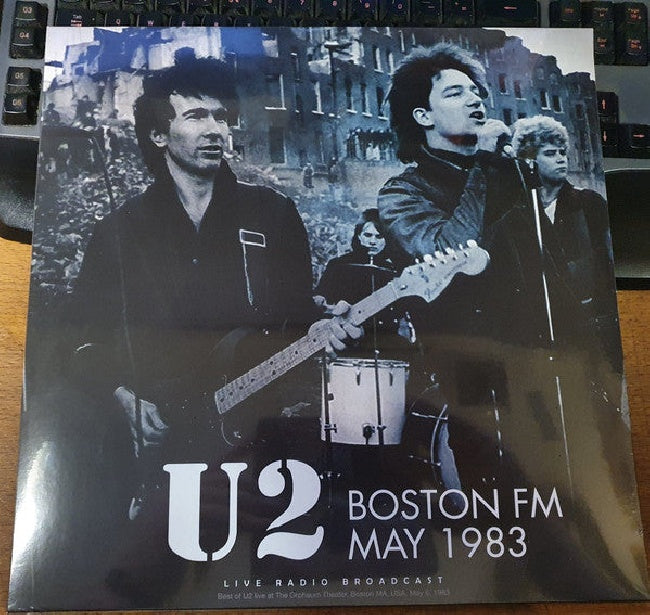 U2
BOSTON FM
MAY 1983
LIVE RADIO BROADCAST
Best of U2 live at The Orpheum Theater, Boston MA, USA, May 6, 1983